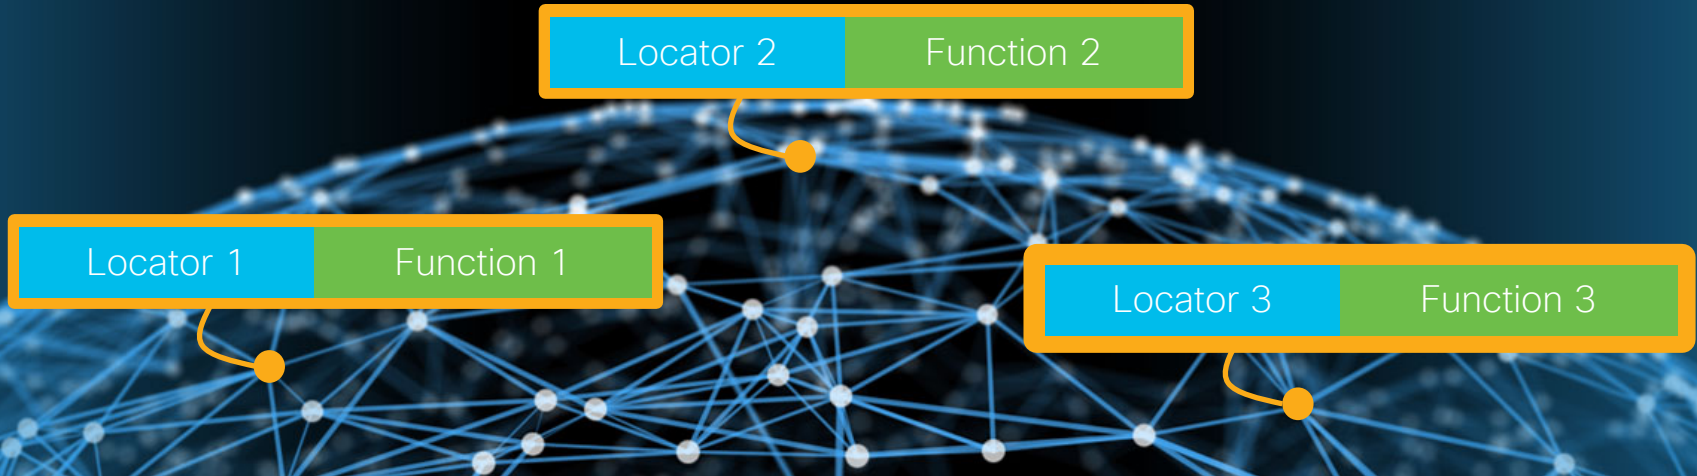 Locator 2 Function 2
Locator 1 Function 1
Locator 3 Function 3